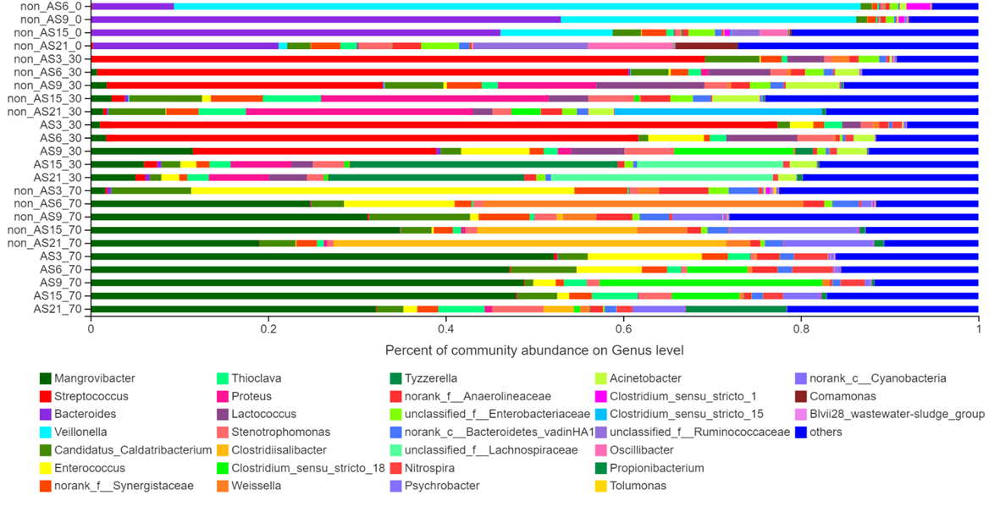 non_AS6_0
non_AS9_0
non_AS15_0
non_AS21_0
non_AS3_30
non_AS6_30
non_AS9_30
non_AS15_30
non_AS21_30
AS3_30
AS6_30
AS9_30
AS15_30
AS21_30
non_AS3_70
non_AS6_70
non_AS9_70
non_AS15_70
non_AS21_70
AS3_70
AS6_70
AS9_70
AS15_70
AS21_70
0 0.2 0.4 0.6 0.8 1
Percent of community abundance on Genus level
Mangrovibacter Thioclava Tyzzerella Acinetobacter norank_c__Cyanobacteria
Streptococcus Proteus norank_f__Anaerolineaceae Clostridium_sensu_stricto_1 Comamonas
Bacteroides Lactococcus unclassified_f__Enterobacteriaceae Clostridium_sensu_stricto_15 Blvii28_wastewater-sludge_group
Veillonella Stenotrophomonas norank_c__Bacteroidetes_vadinHA1 unclassified_f__Ruminococcaceae others
Candidatus_Caldatribacterium Clostridiisalibacter unclassified_f__Lachnospiraceae Oscillibacter
Enterococcus Clostridium_sensu_stricto_18 Nitrospira Propionibacterium
norank_f__Synergistaceae Weissella Psychrobacter Tolumonas